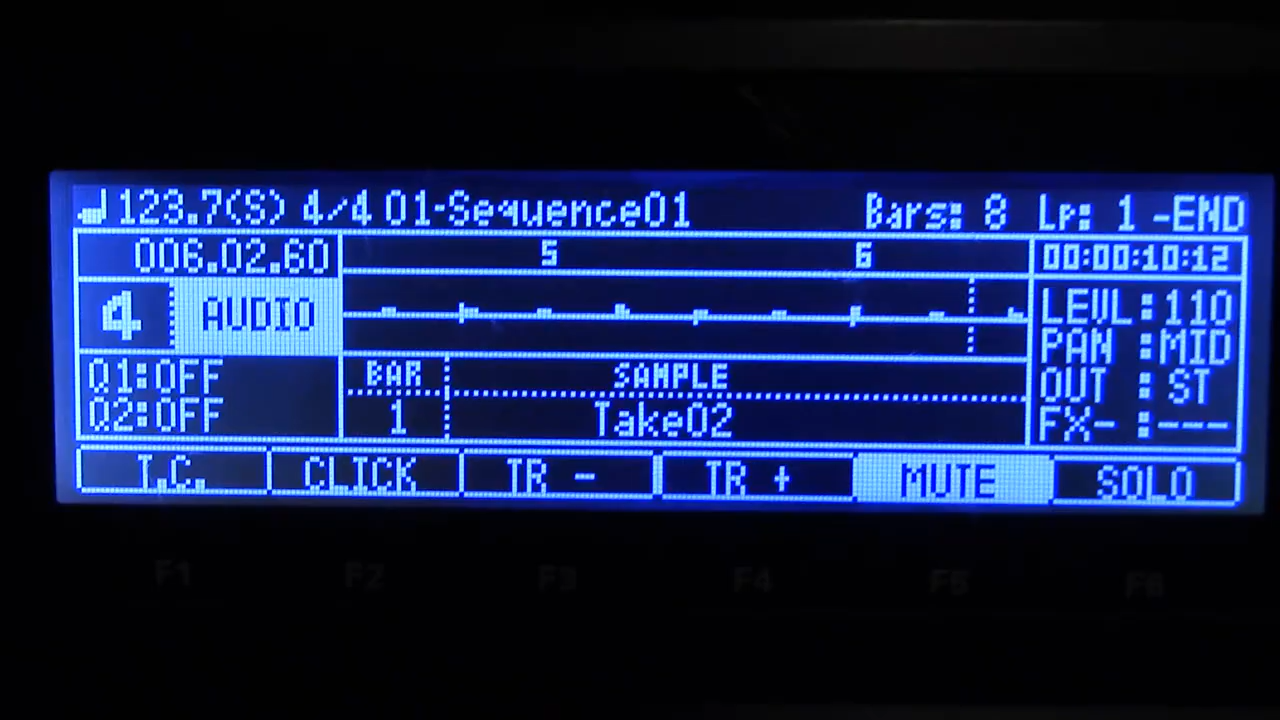 ♩123.7(S) 4/4 01-Sequence01 Bars: 8 Lp: 1 -END
006.02.60 5 6 00:00:10:12
4 AUDIO LEVL:110
PAN :MID
Q1:OFF BAR SAMPLE OUT : ST
Q2:OFF 1 Take02 FX- :---
T.C. CLICK TR - TR + MUTE SOLO
F1 F2 F3 F4 F5 F6